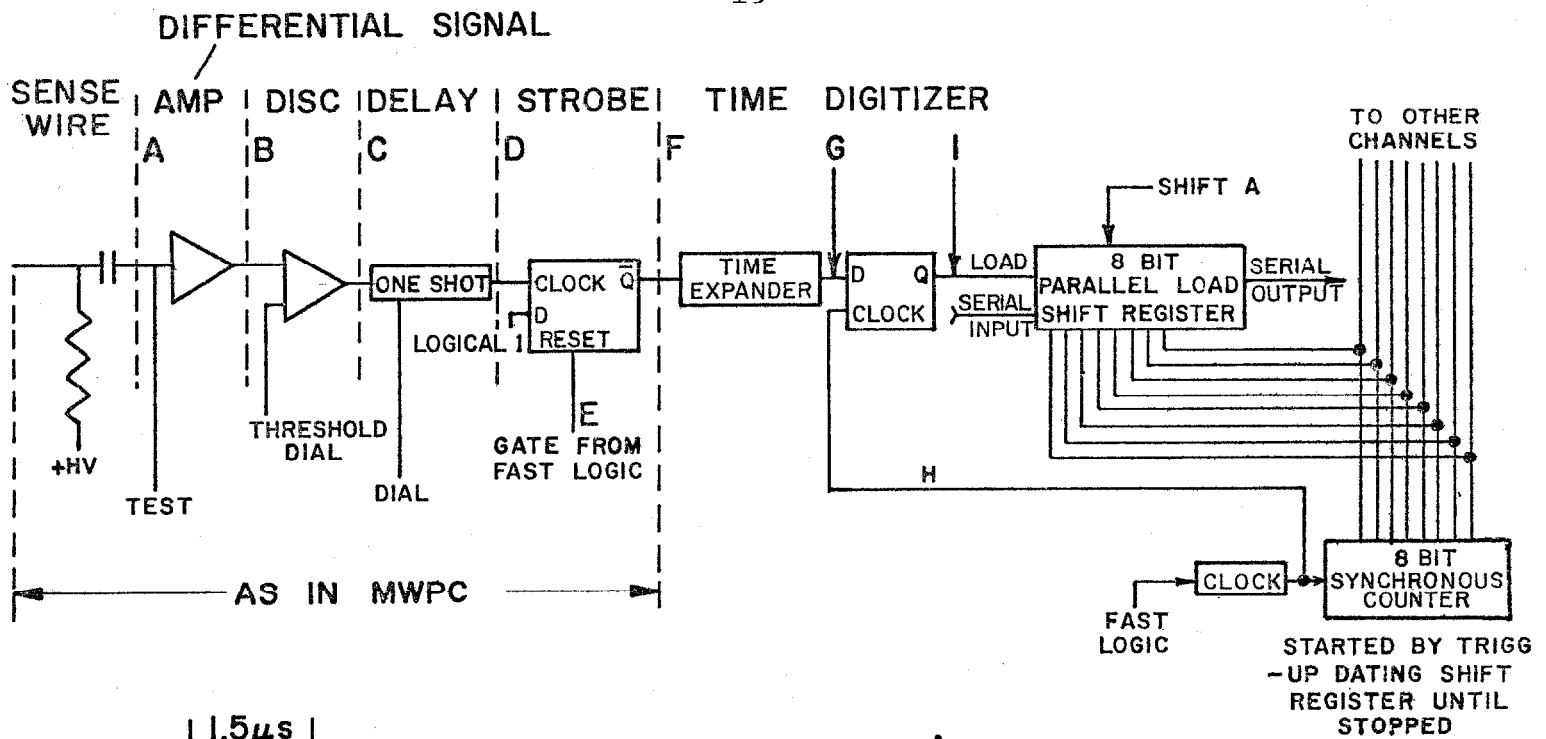 DIFFERENTIAL SIGNAL
SENSE WIRE
AMP
DISC
DELAY
STROBE
TIME DIGITIZER
A
B
C
D
F
G
I
TO OTHER
CHANNELS
SHIFT A
ONE SHOT
CLOCK Q̅
D
RESET
LOGICAL 1
TIME
EXPANDER
D Q
CLOCK
LOAD
SERIAL
INPUT
8 BIT
PARALLEL LOAD
SHIFT REGISTER
SERIAL
OUTPUT
+HV
TEST
THRESHOLD
DIAL
DIAL
E
GATE FROM
FAST LOGIC
H
AS IN MWPC
FAST
LOGIC
CLOCK
8 BIT
SYNCHRONOUS
COUNTER
STARTED BY TRIGG
-UP DATING SHIFT
REGISTER UNTIL
STOPPED
1.5μs